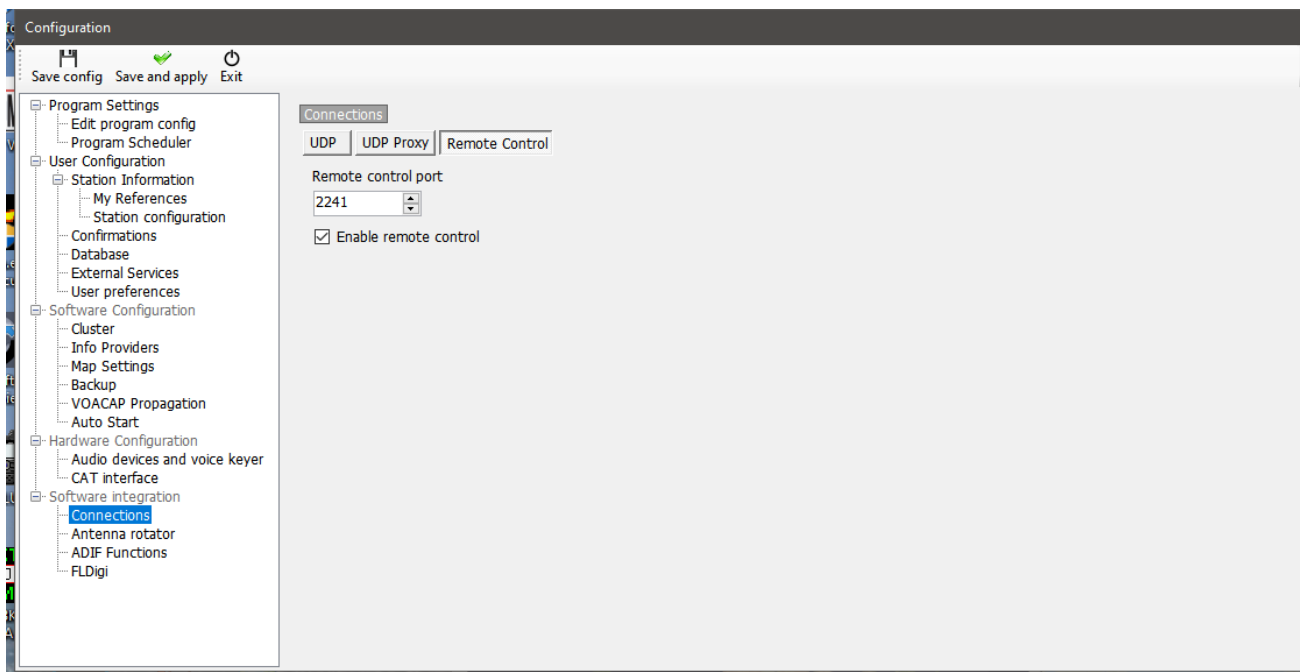 Configuration
Save config Save and apply Exit
Program Settings
Edit program config
Program Scheduler
User Configuration
Station Information
My References
Station configuration
Confirmations
Database
External Services
User preferences
Software Configuration
Cluster
Info Providers
Map Settings
Backup
VOACAP Propagation
Auto Start
Hardware Configuration
Audio devices and voice keyer
CAT interface
Software integration
Connections
Antenna rotator
ADIF Functions
FLDigi
Connections
UDP UDP Proxy Remote Control
Remote control port
2241
Enable remote control